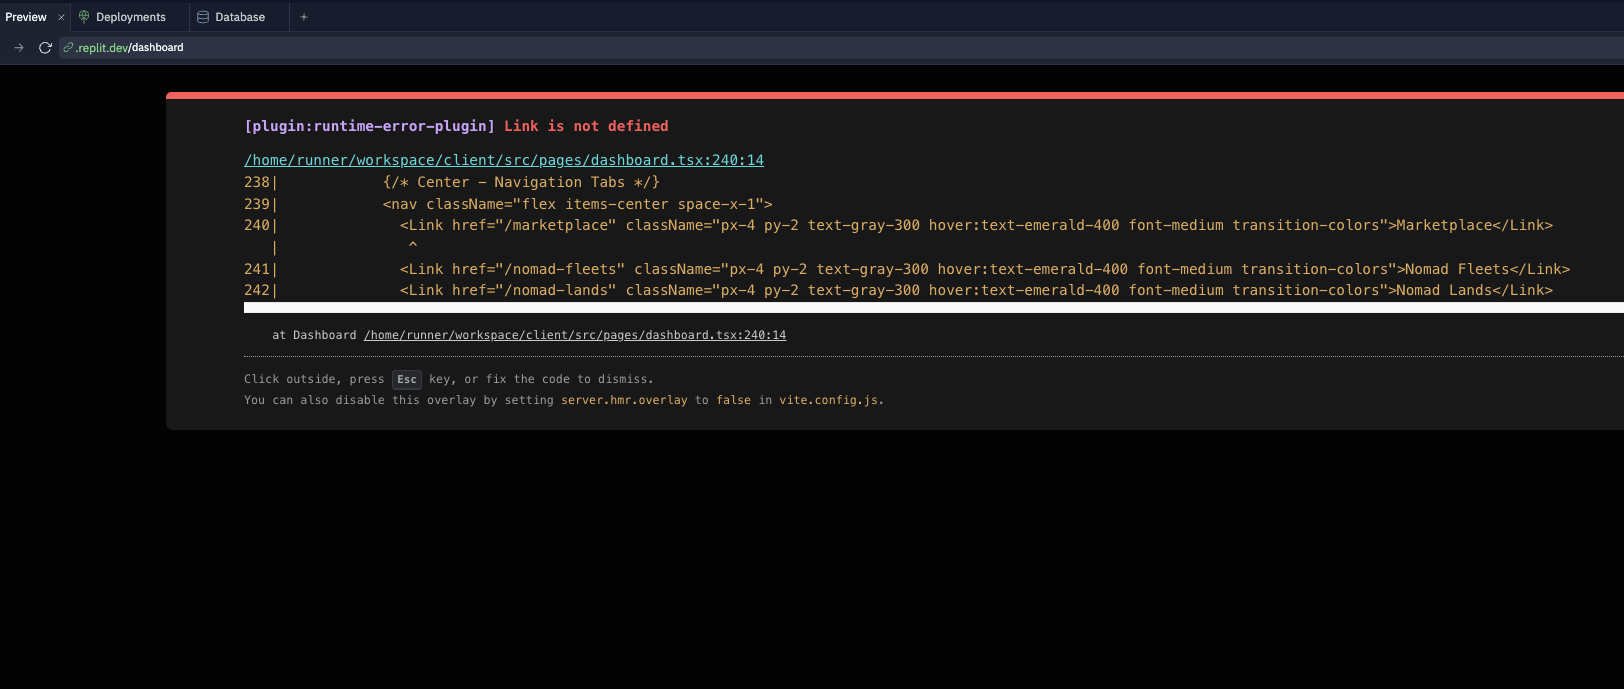 Preview × Deployments Database +
.replit.dev/dashboard
[plugin:runtime-error-plugin] Link is not defined
/home/runner/workspace/client/src/pages/dashboard.tsx:240:14
238|            {/* Center – Navigation Tabs */}
239|            <nav className="flex items-center space-x-1">
240|              <Link href="/marketplace" className="px-4 py-2 text-gray-300 hover:text-emerald-400 font-medium transition-colors">Marketplace</Link>
   |               ^
241|              <Link href="/nomad-fleets" className="px-4 py-2 text-gray-300 hover:text-emerald-400 font-medium transition-colors">Nomad Fleets</Link>
242|              <Link href="/nomad-lands" className="px-4 py-2 text-gray-300 hover:text-emerald-400 font-medium transition-colors">Nomad Lands</Link>
at Dashboard /home/runner/workspace/client/src/pages/dashboard.tsx:240:14
Click outside, press Esc key, or fix the code to dismiss.
You can also disable this overlay by setting server.hmr.overlay to false in vite.config.js.